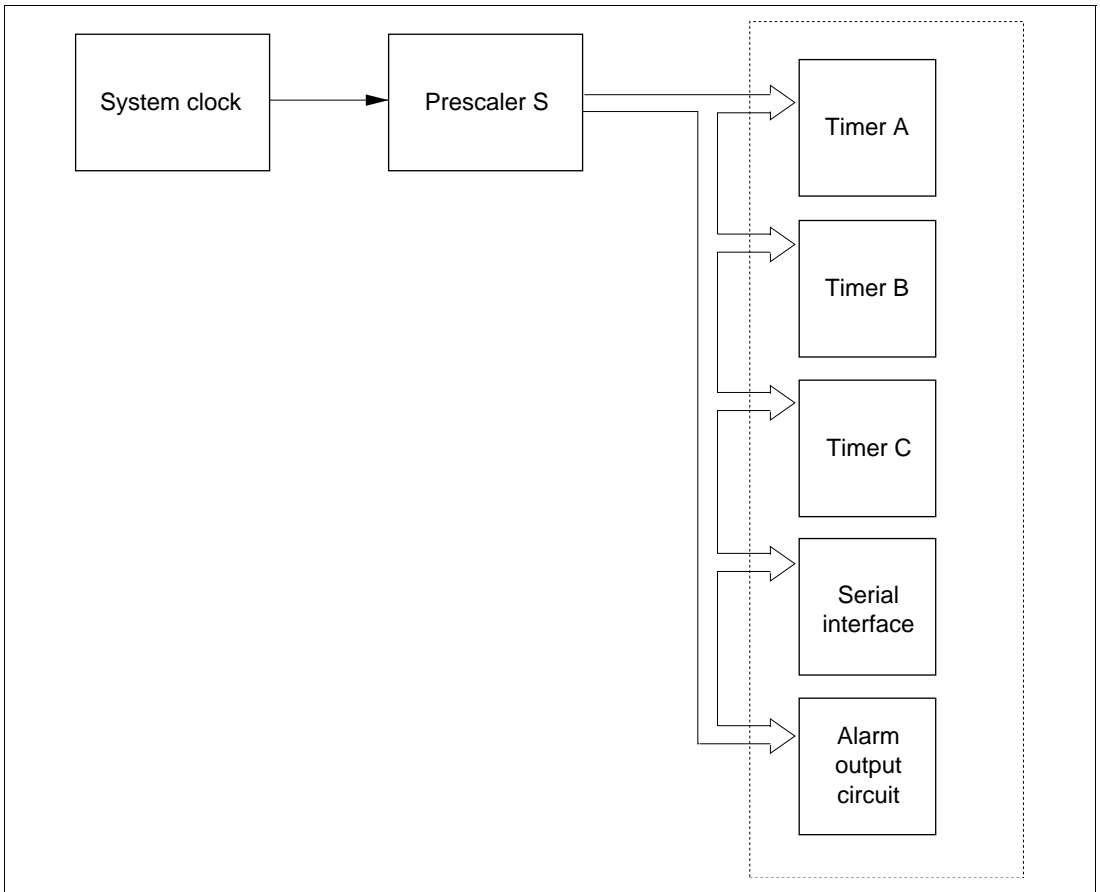 System clock
Prescaler S
Timer A
Timer B
Timer C
Serial
interface
Alarm
output
circuit